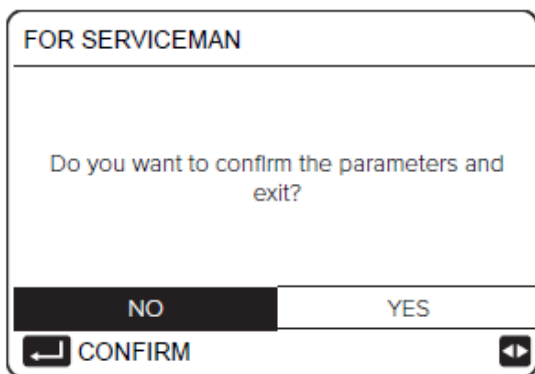 FOR SERVICEMAN
Do you want to confirm the parameters and
exit?
NO YES
CONFIRM